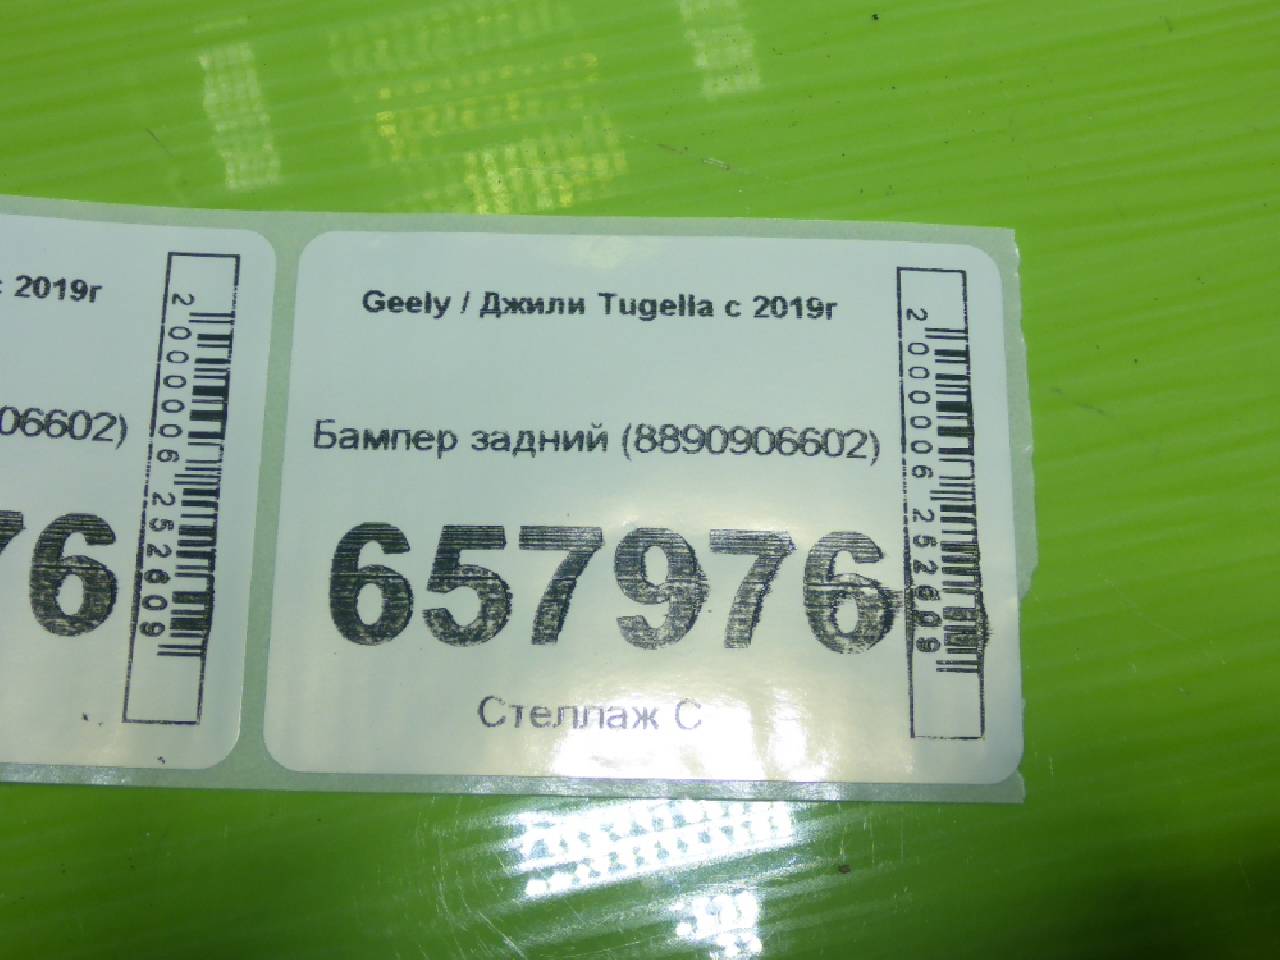 с 2019г
06602)
76
2000006252609
Geely / Джили Tugella с 2019г
Бампер задний (8890906602)
657976
Стеллаж С
2000006252609